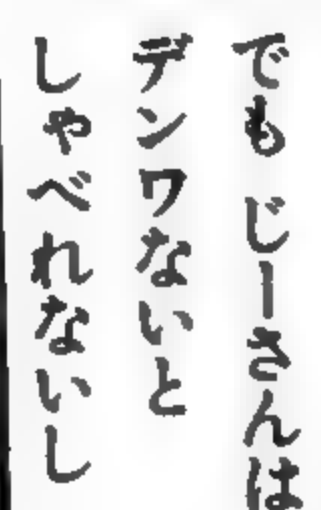 でも じーさんは
デンワないと
しゃべれないし